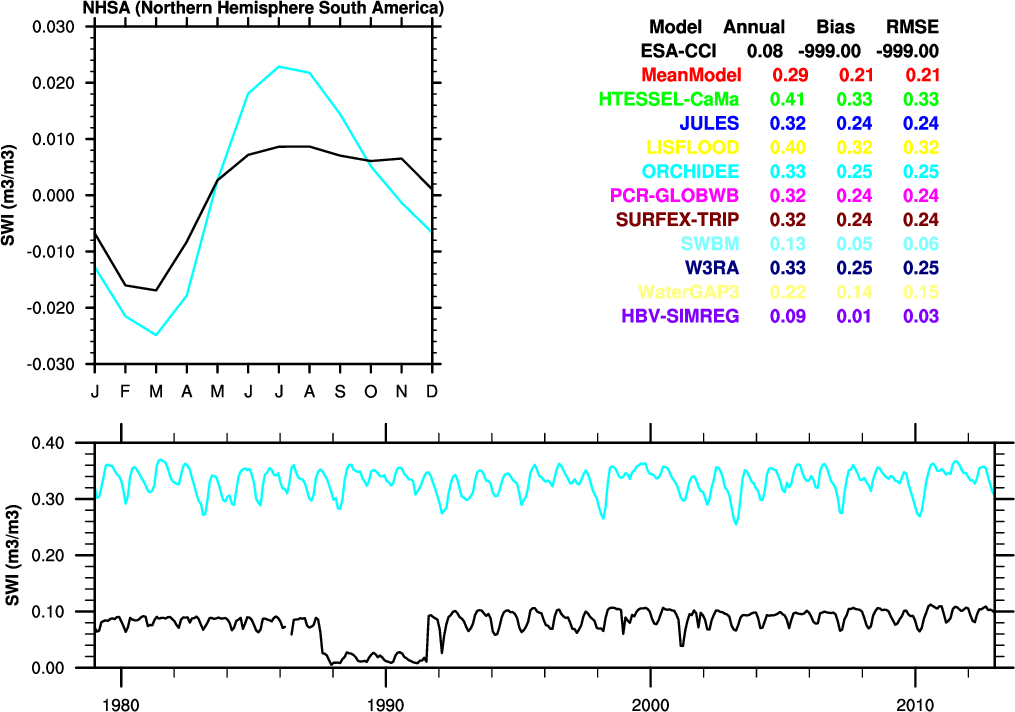 NHSA (Northern Hemisphere South America)
0.030
0.020
0.010
0.000
-0.010
-0.020
-0.030
SWI (m3/m3)
J F M A M J J A S O N D
Model Annual Bias RMSE
ESA-CCI 0.08 -999.00 -999.00
MeanModel 0.29 0.21 0.21
HTESSEL-CaMa 0.41 0.33 0.33
JULES 0.32 0.24 0.24
LISFLOOD 0.40 0.32 0.32
ORCHIDEE 0.33 0.25 0.25
PCR-GLOBWB 0.32 0.24 0.24
SURFEX-TRIP 0.32 0.24 0.24
SWBM 0.13 0.05 0.06
W3RA 0.33 0.25 0.25
WaterGAP3 0.22 0.14 0.15
HBV-SIMREG 0.09 0.01 0.03
0.40
0.30
0.20
0.10
0.00
SWI (m3/m3)
1980 1990 2000 2010